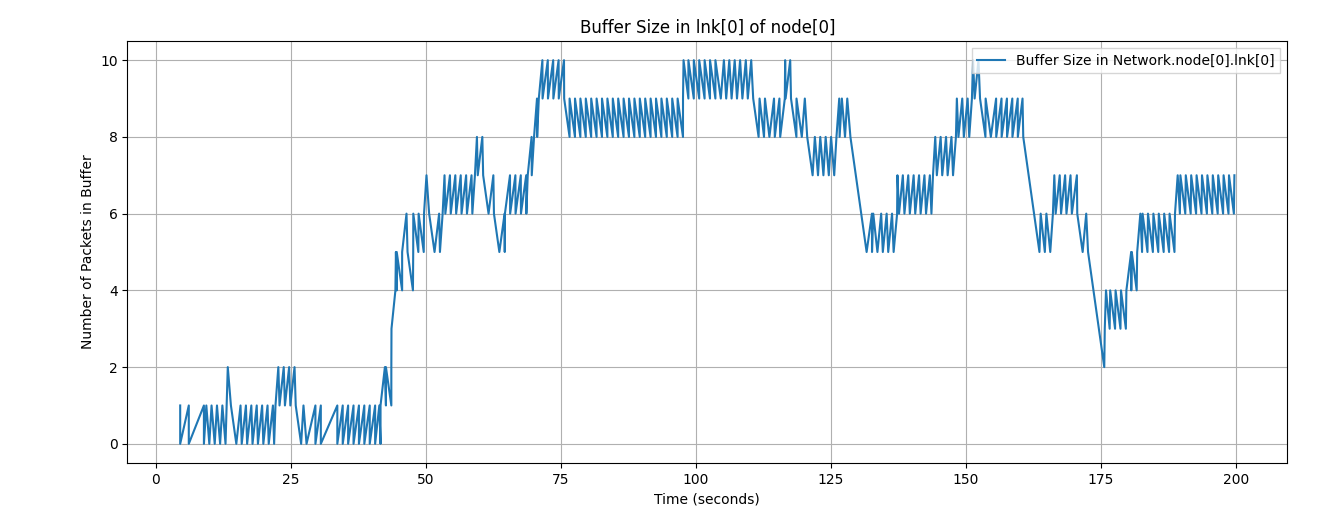 Buffer Size in lnk[0] of node[0]
Buffer Size in Network.node[0].lnk[0]
Number of Packets in Buffer
10
8
6
4
2
0
0 25 50 75 100 125 150 175 200
Time (seconds)